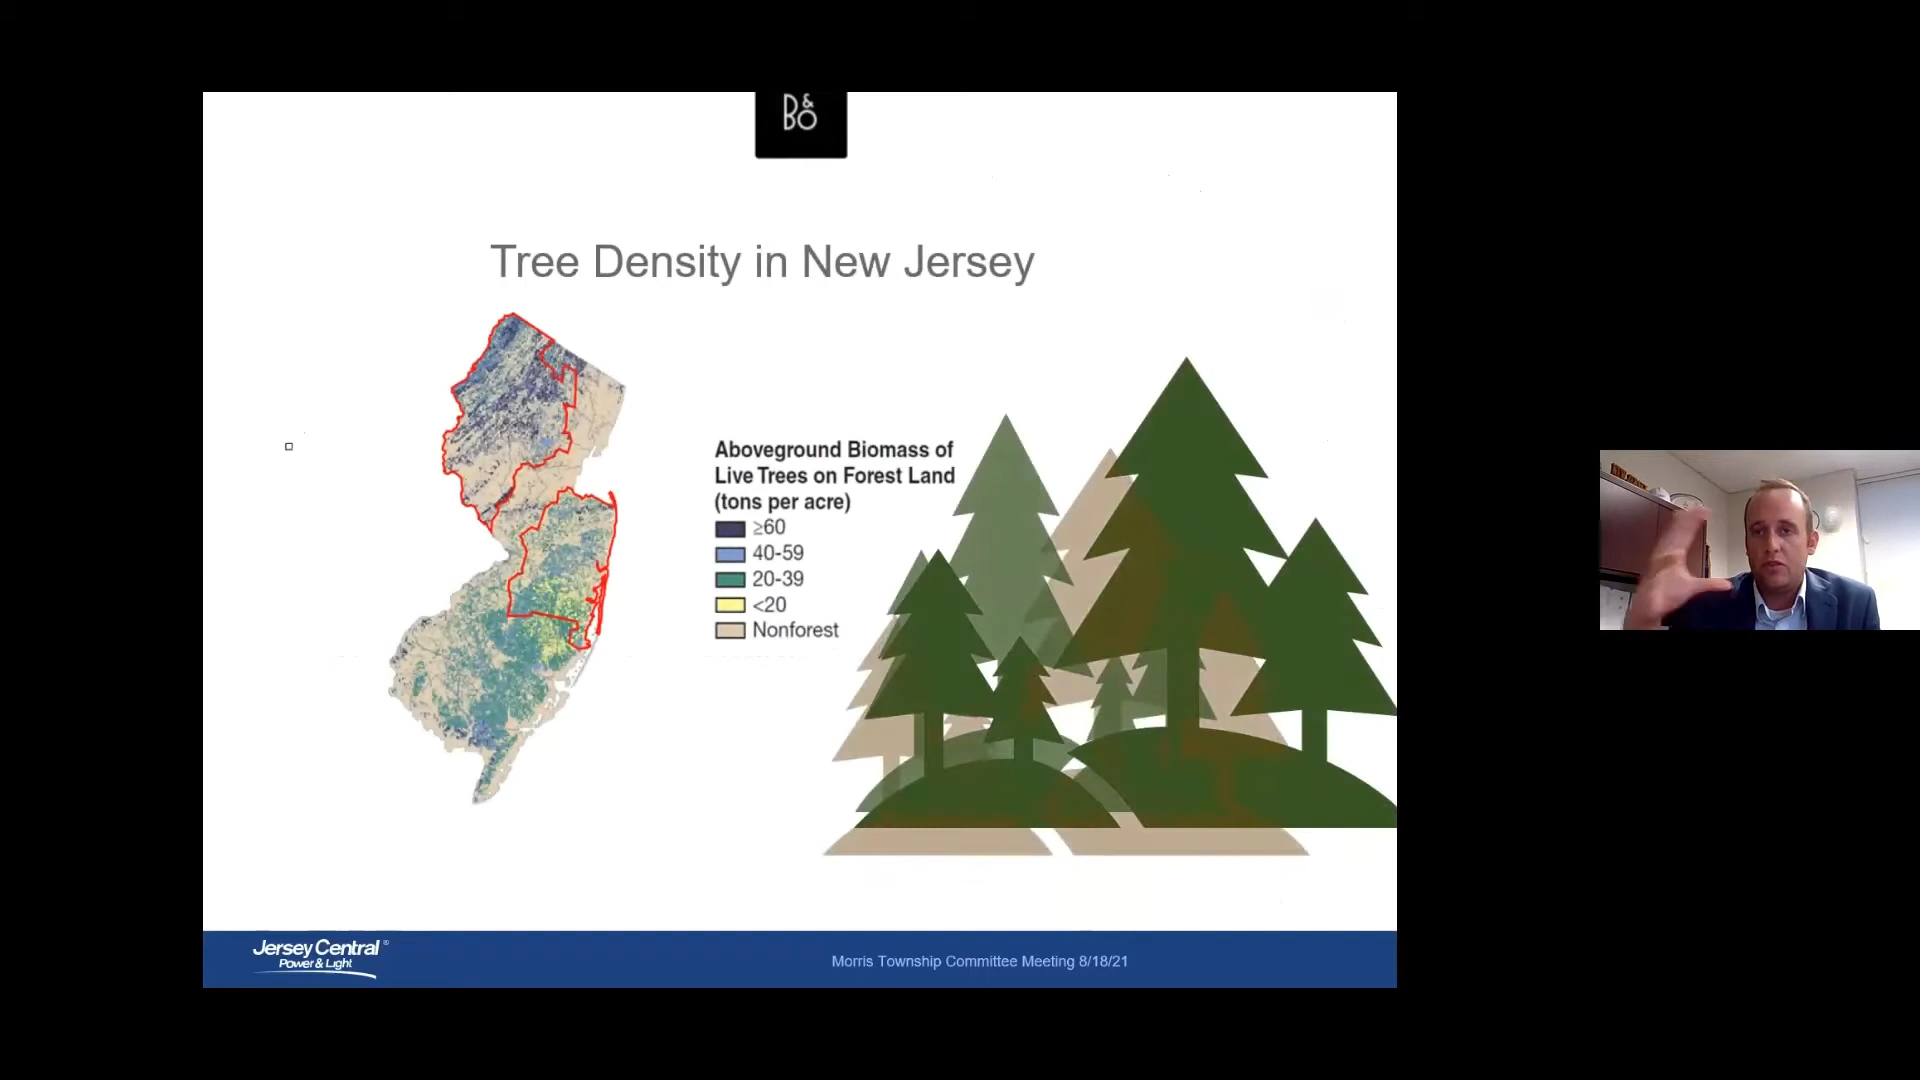 B&O
Tree Density in New Jersey
Aboveground Biomass of
Live Trees on Forest Land
(tons per acre)
≥60
40-59
20-39
<20
Nonforest
Jersey Central®
Power & Light
Morris Township Committee Meeting 8/18/21